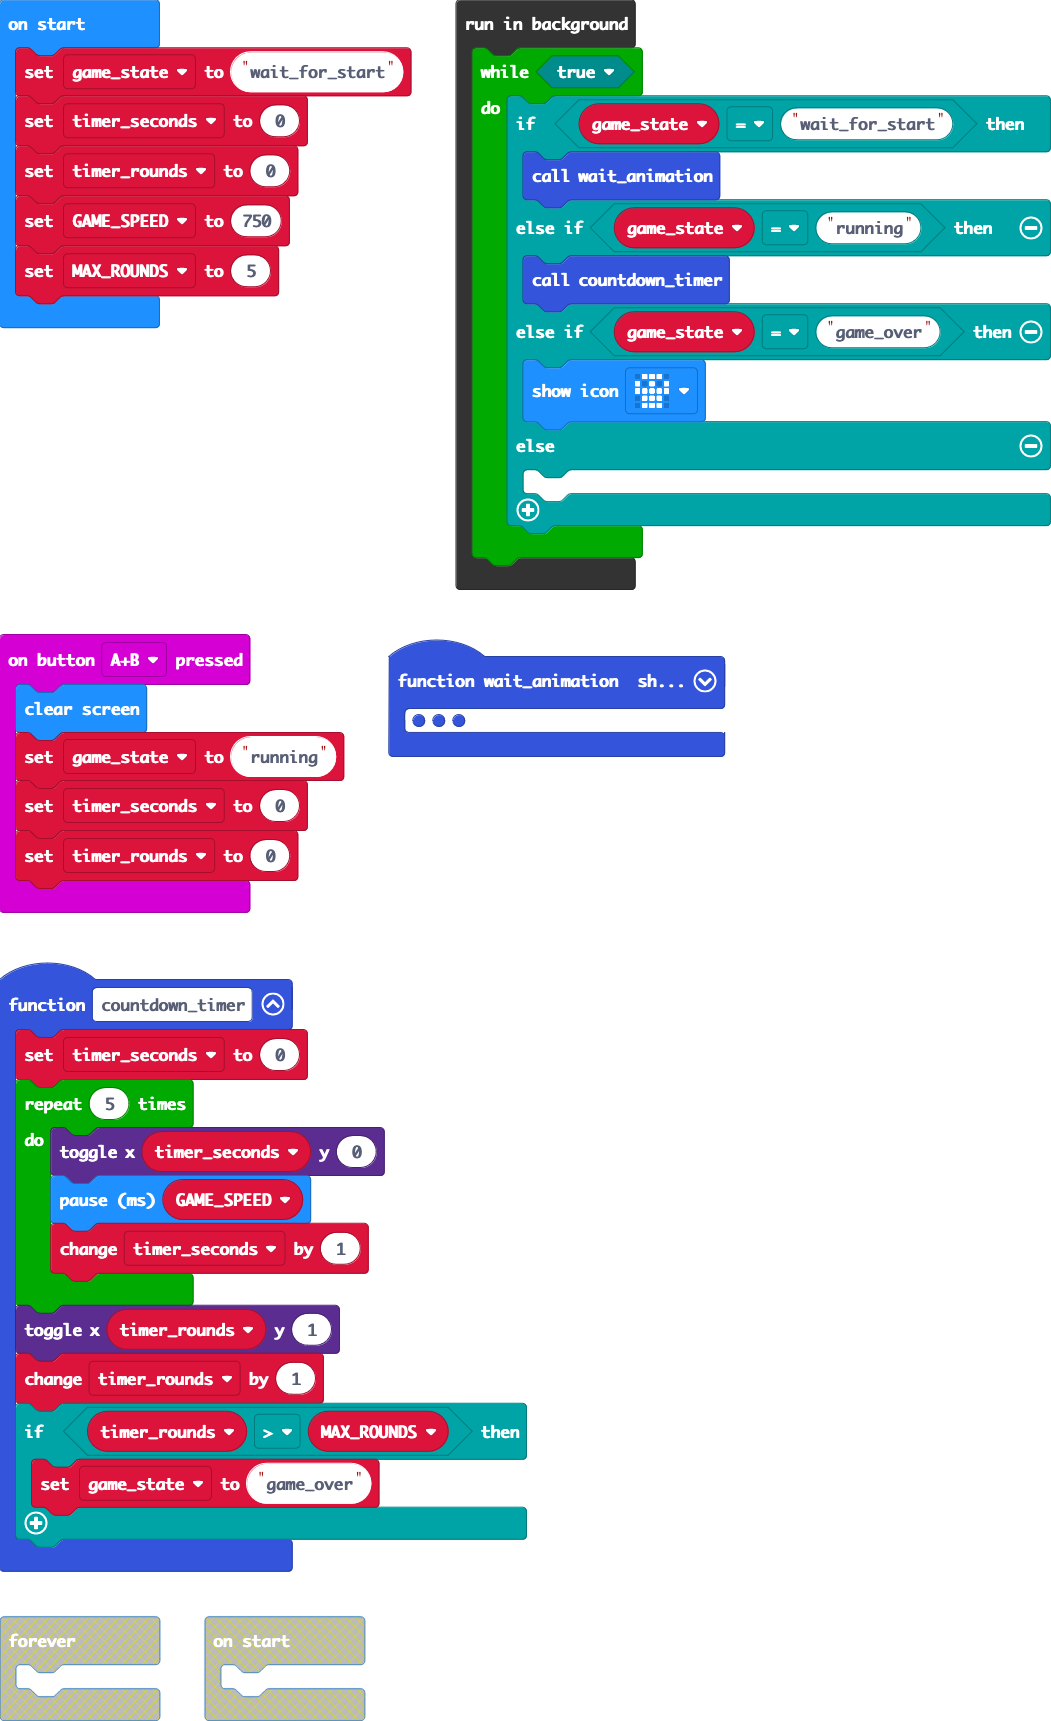 on start
set game_state to "wait_for_start"
set timer_seconds to 0
set timer_rounds to 0
set GAME_SPEED to 750
set MAX_ROUNDS to 5
run in background
while true
do
if game_state = "wait_for_start" then
call wait_animation
else if game_state = "running" then
call countdown_timer
else if game_state = "game_over" then
show icon
else
on button A+B pressed
clear screen
set game_state to "running"
set timer_seconds to 0
set timer_rounds to 0
function wait_animation sh...
function countdown_timer
set timer_seconds to 0
repeat 5 times
do
toggle x timer_seconds y 0
pause (ms) GAME_SPEED
change timer_seconds by 1
toggle x timer_rounds y 1
change timer_rounds by 1
if timer_rounds > MAX_ROUNDS then
set game_state to "game_over"
forever
on start